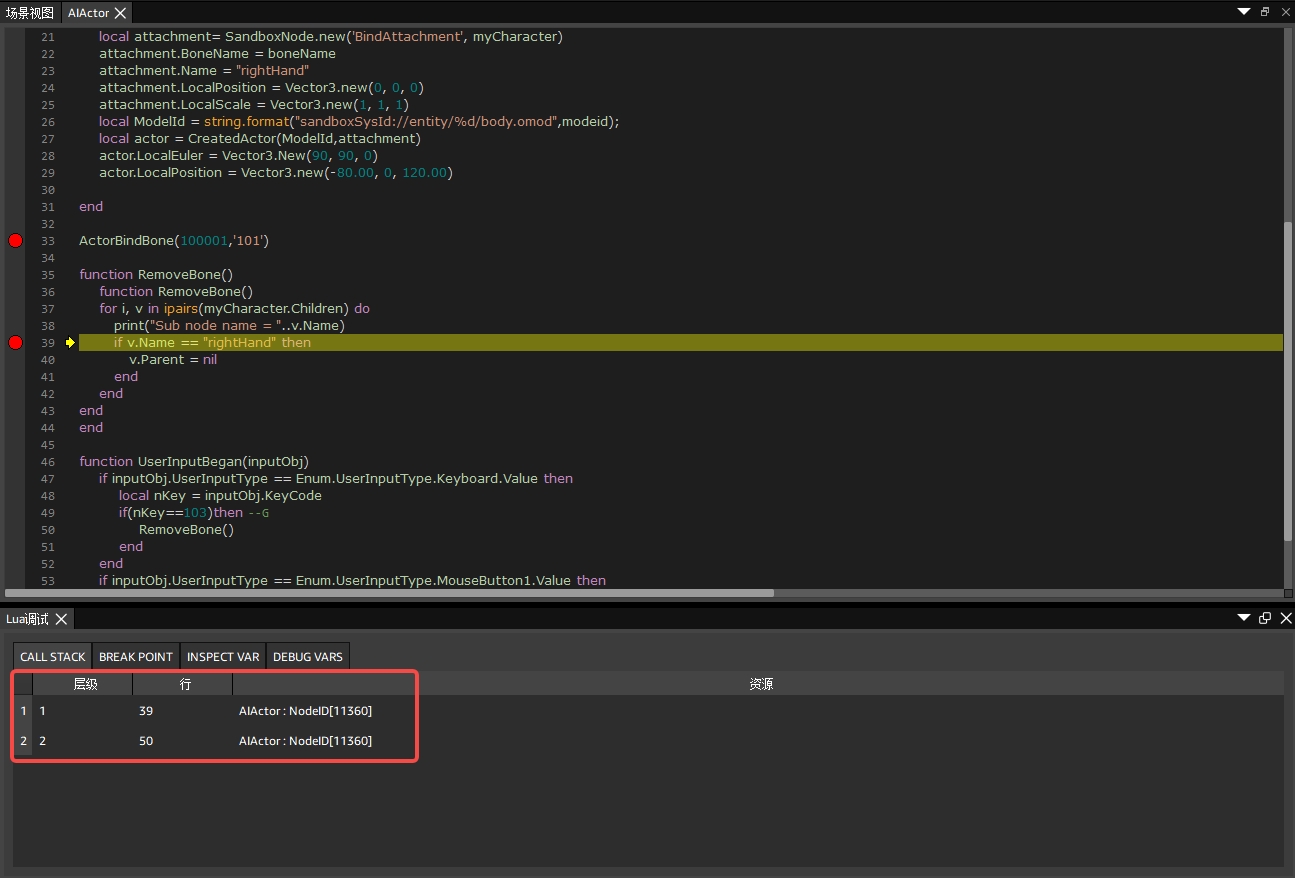 场景视图 AIActor
21 local attachment= SandboxNode.new('BindAttachment', myCharacter)
22 attachment.BoneName = boneName
23 attachment.Name = "rightHand"
24 attachment.LocalPosition = Vector3.new(0, 0, 0)
25 attachment.LocalScale = Vector3.new(1, 1, 1)
26 local ModelId = string.format("sandboxSysId://entity/%d/body.omod",modeid);
27 local actor = CreatedActor(ModelId,attachment)
28 actor.LocalEuler = Vector3.New(90, 90, 0)
29 actor.LocalPosition = Vector3.new(-80.00, 0, 120.00)
30
31 end
32
33 ActorBindBone(100001,'101')
34
35 function RemoveBone()
36 function RemoveBone()
37 for i, v in ipairs(myCharacter.Children) do
38 print("Sub node name = "..v.Name)
39 if v.Name == "rightHand" then
40 v.Parent = nil
41 end
42 end
43 end
44 end
45
46 function UserInputBegan(inputObj)
47 if inputObj.UserInputType == Enum.UserInputType.Keyboard.Value then
48 local nKey = inputObj.KeyCode
49 if(nKey==103)then --G
50 RemoveBone()
51 end
52 end
53 if inputObj.UserInputType == Enum.UserInputType.MouseButton1.Value then
Lua调试
CALL STACK BREAK POINT INSPECT VAR DEBUG VARS
层级 行 资源
1 1 39 AIActor : NodeID[11360]
2 2 50 AIActor : NodeID[11360]